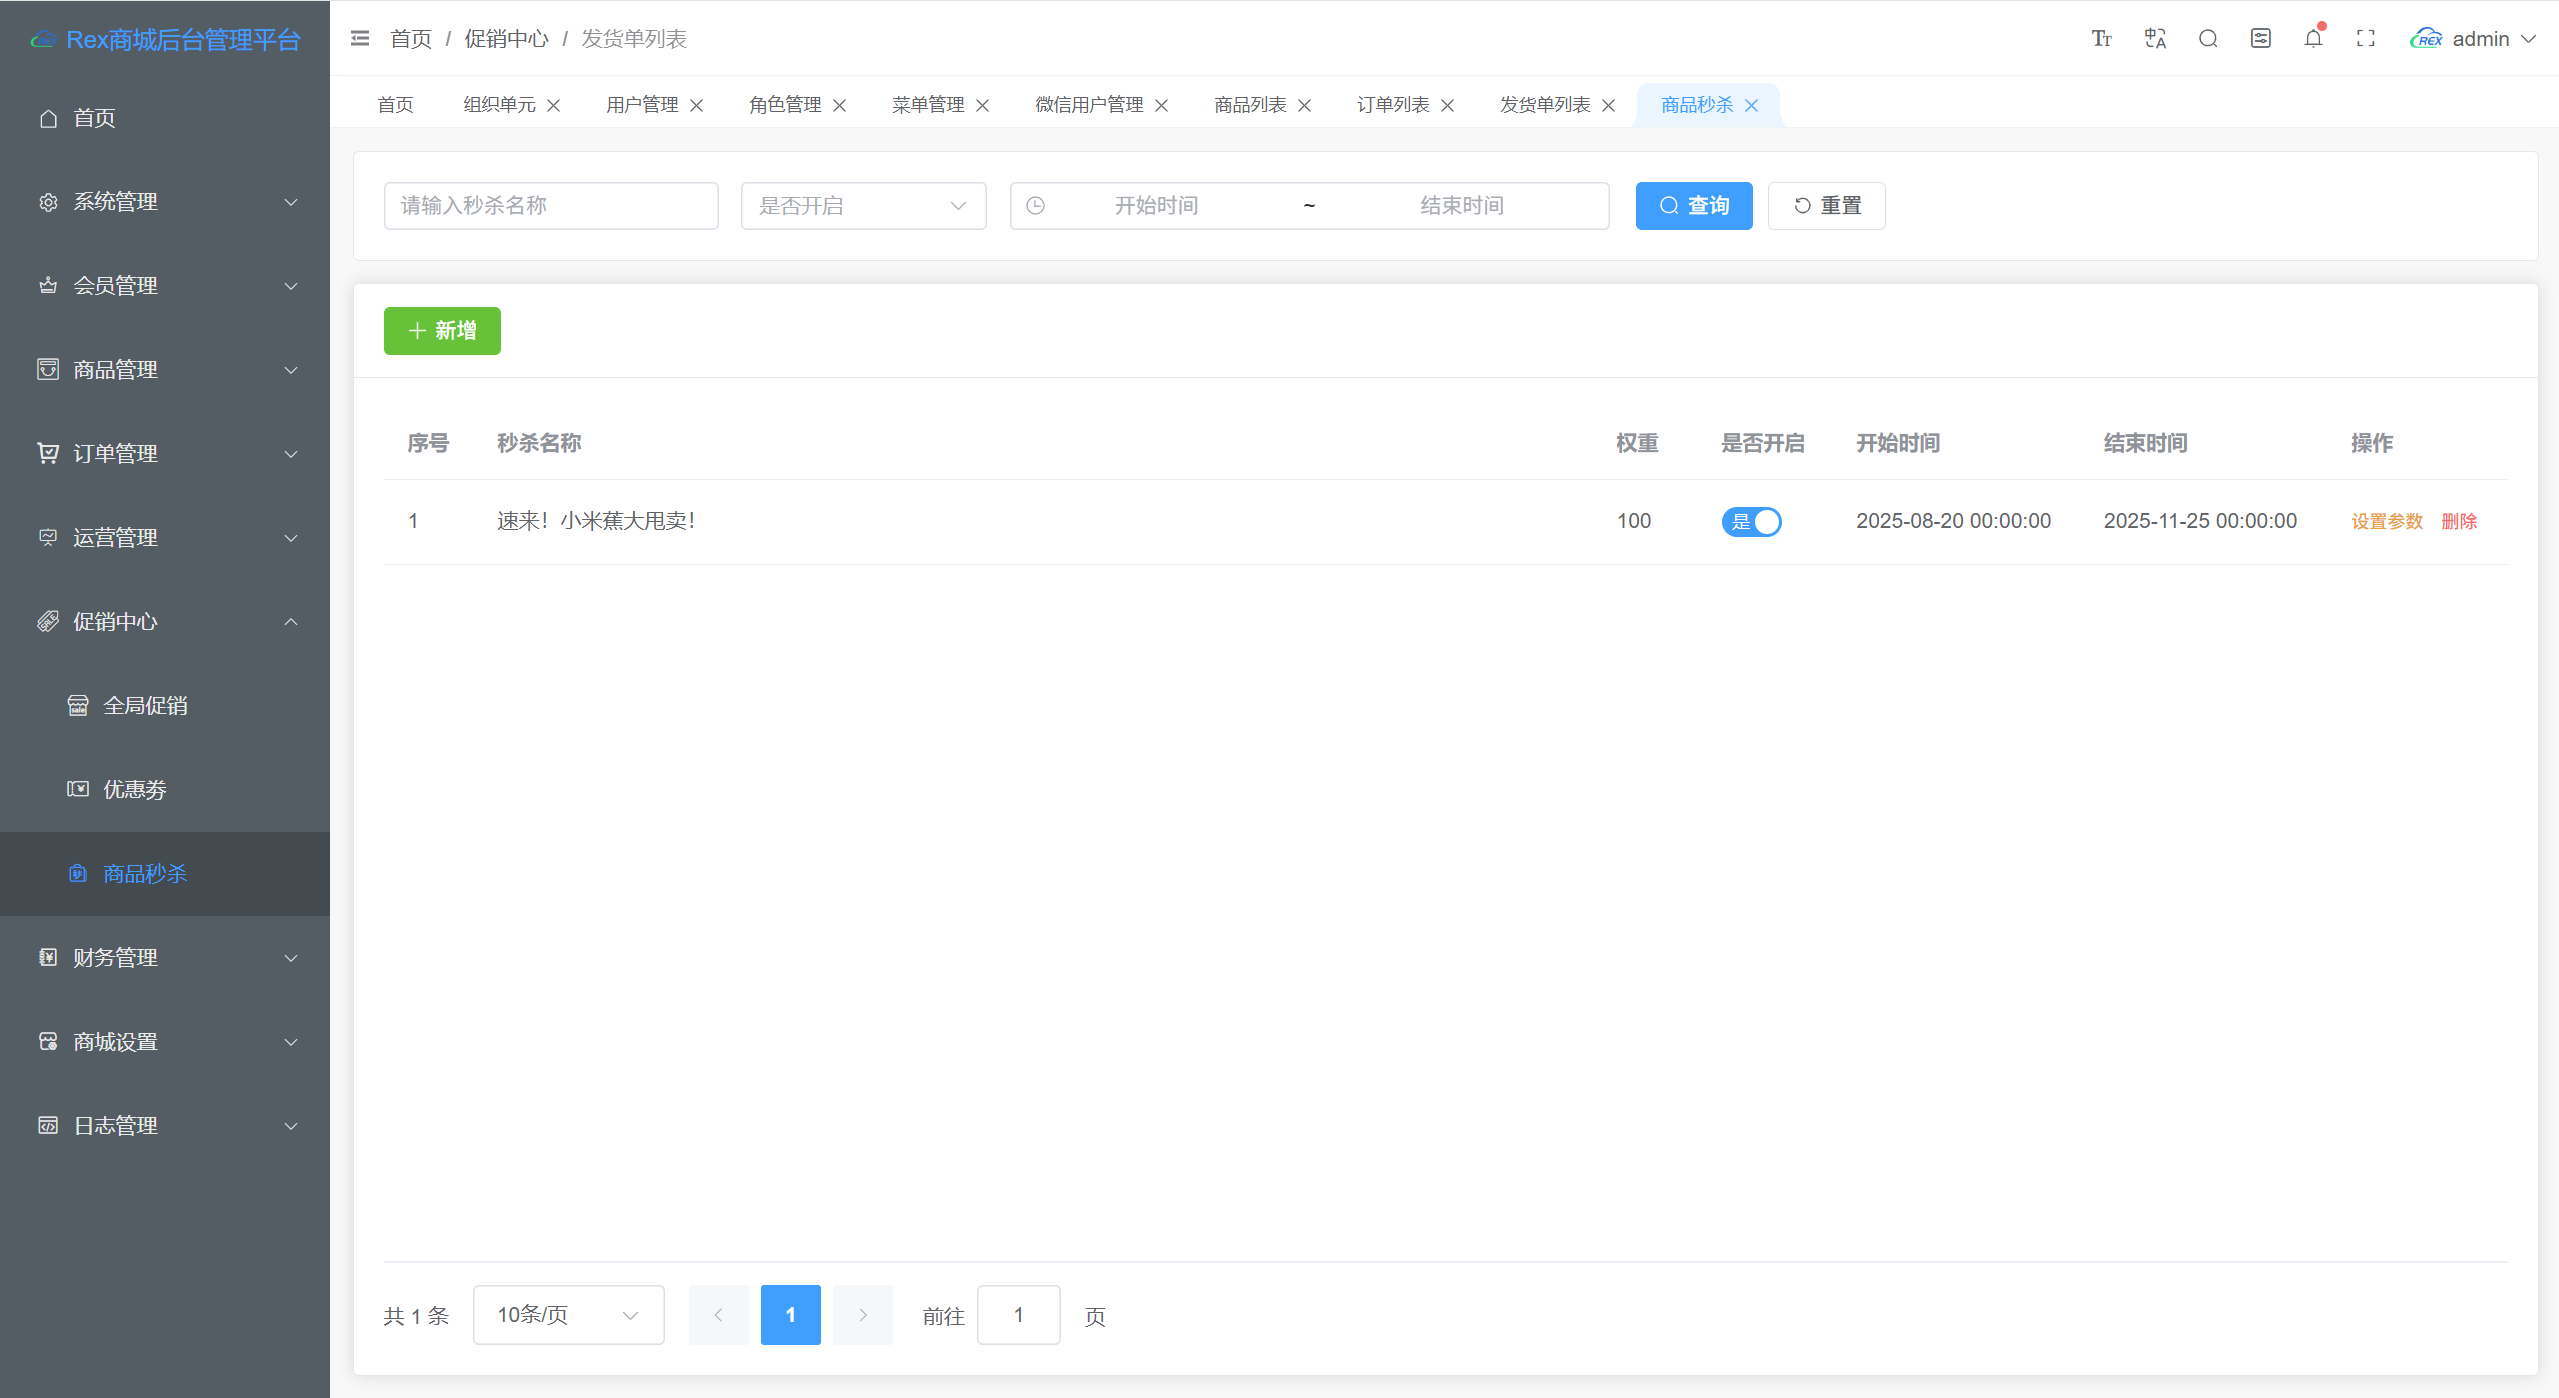 Rex商城后台管理平台
首页
系统管理
会员管理
商品管理
订单管理
运营管理
促销中心
全局促销
优惠券
商品秒杀
财务管理
商城设置
日志管理
首页 / 促销中心 / 发货单列表
REX admin
首页 组织单元 用户管理 角色管理 菜单管理 微信用户管理 商品列表 订单列表 发货单列表 商品秒杀
请输入秒杀名称 是否开启 开始时间 ~ 结束时间 查询 重置
新增
序号 秒杀名称 权重 是否开启 开始时间 结束时间 操作
1 速来！小米蕉大甩卖！ 100 是 2025-08-20 00:00:00 2025-11-25 00:00:00 设置参数 删除
共 1 条 10条/页 1 前往 1 页